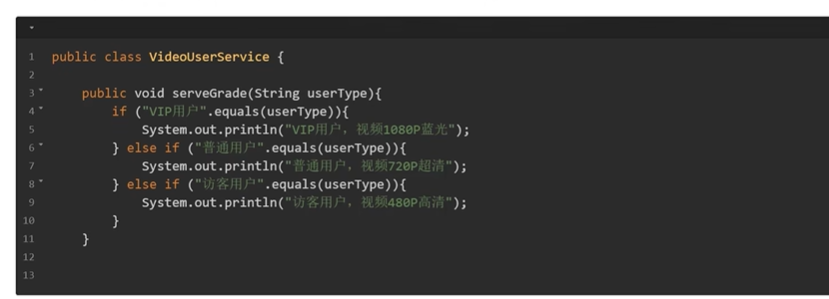 1 public class VideoUserService {
2
3 public void serveGrade(String userType){
4 if ("VIP用户".equals(userType)){
5 System.out.println("VIP用户，视频1080P蓝光");
6 } else if ("普通用户".equals(userType)){
7 System.out.println("普通用户，视频720P超清");
8 } else if ("访客用户".equals(userType)){
9 System.out.println("访客用户，视频480P高清");
10 }
11 }
12
13